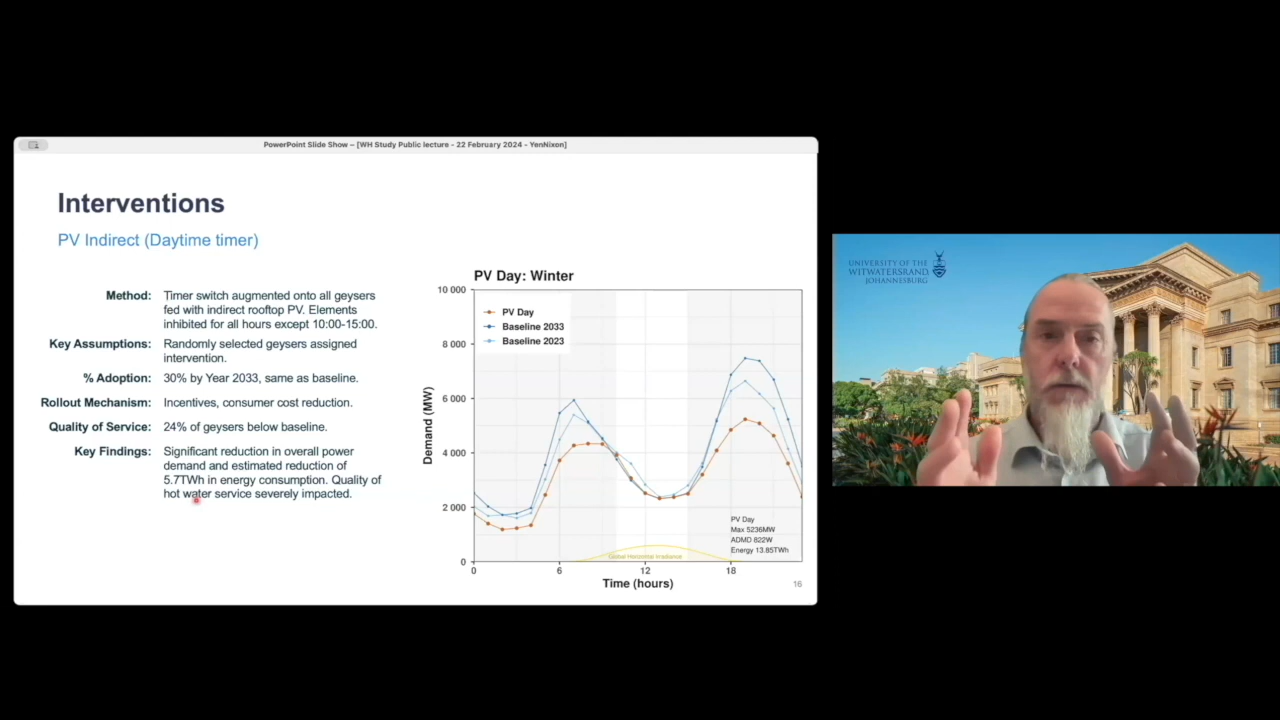 PowerPoint Slide Show – [WH Study Public lecture - 22 February 2024 - YenNixon]
Interventions
PV Indirect (Daytime timer)
Method: Timer switch augmented onto all geysers
fed with indirect rooftop PV. Elements
inhibited for all hours except 10:00-15:00.
Key Assumptions: Randomly selected geysers assigned
intervention.
% Adoption: 30% by Year 2033, same as baseline.
Rollout Mechanism: Incentives, consumer cost reduction.
Quality of Service: 24% of geysers below baseline.
Key Findings: Significant reduction in overall power
demand and estimated reduction of
5.7TWh in energy consumption. Quality of
hot water service severely impacted.
PV Day: Winter
10 000
8 000
6 000
4 000
2 000
0
Demand (MW)
PV Day
Baseline 2033
Baseline 2023
PV Day
Max 5236MW
ADMD 822W
Energy 13.85TWh
Global Horizontal Irradiance
0 6 12 18
Time (hours)
16
UNIVERSITY OF THE
WITWATERSRAND,
JOHANNESBURG